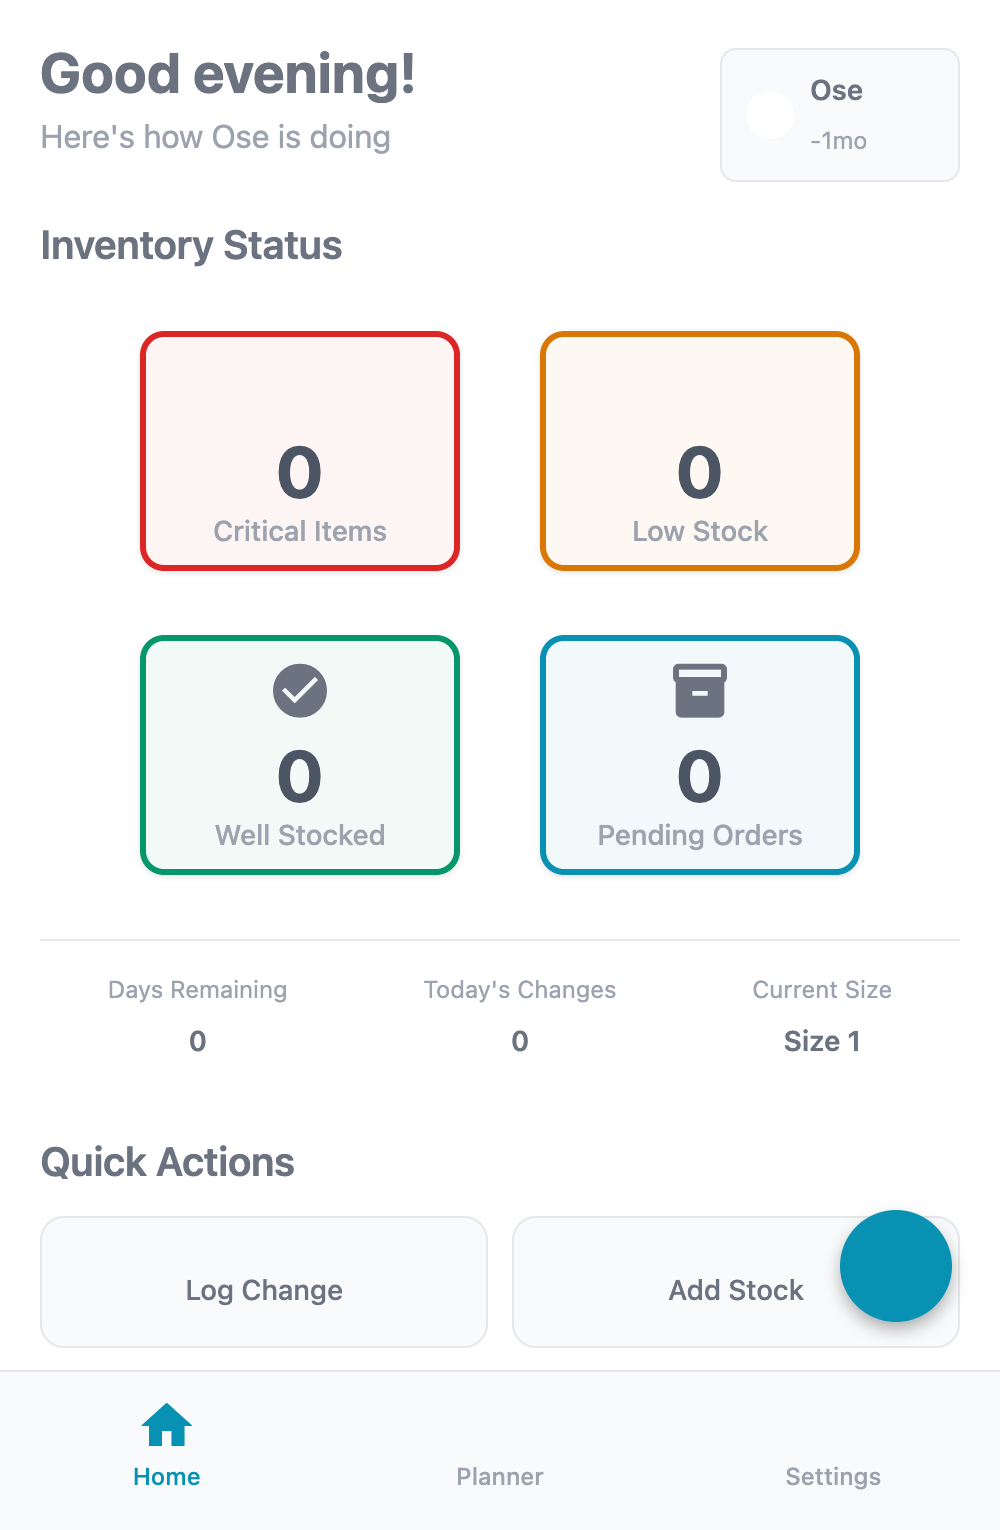 Good evening!
Here's how Ose is doing
Ose
-1mo
Inventory Status
0
Critical Items
0
Low Stock
0
Well Stocked
0
Pending Orders
Days Remaining
0
Today's Changes
0
Current Size
Size 1
Quick Actions
Log Change
Add Stock
Home
Planner
Settings